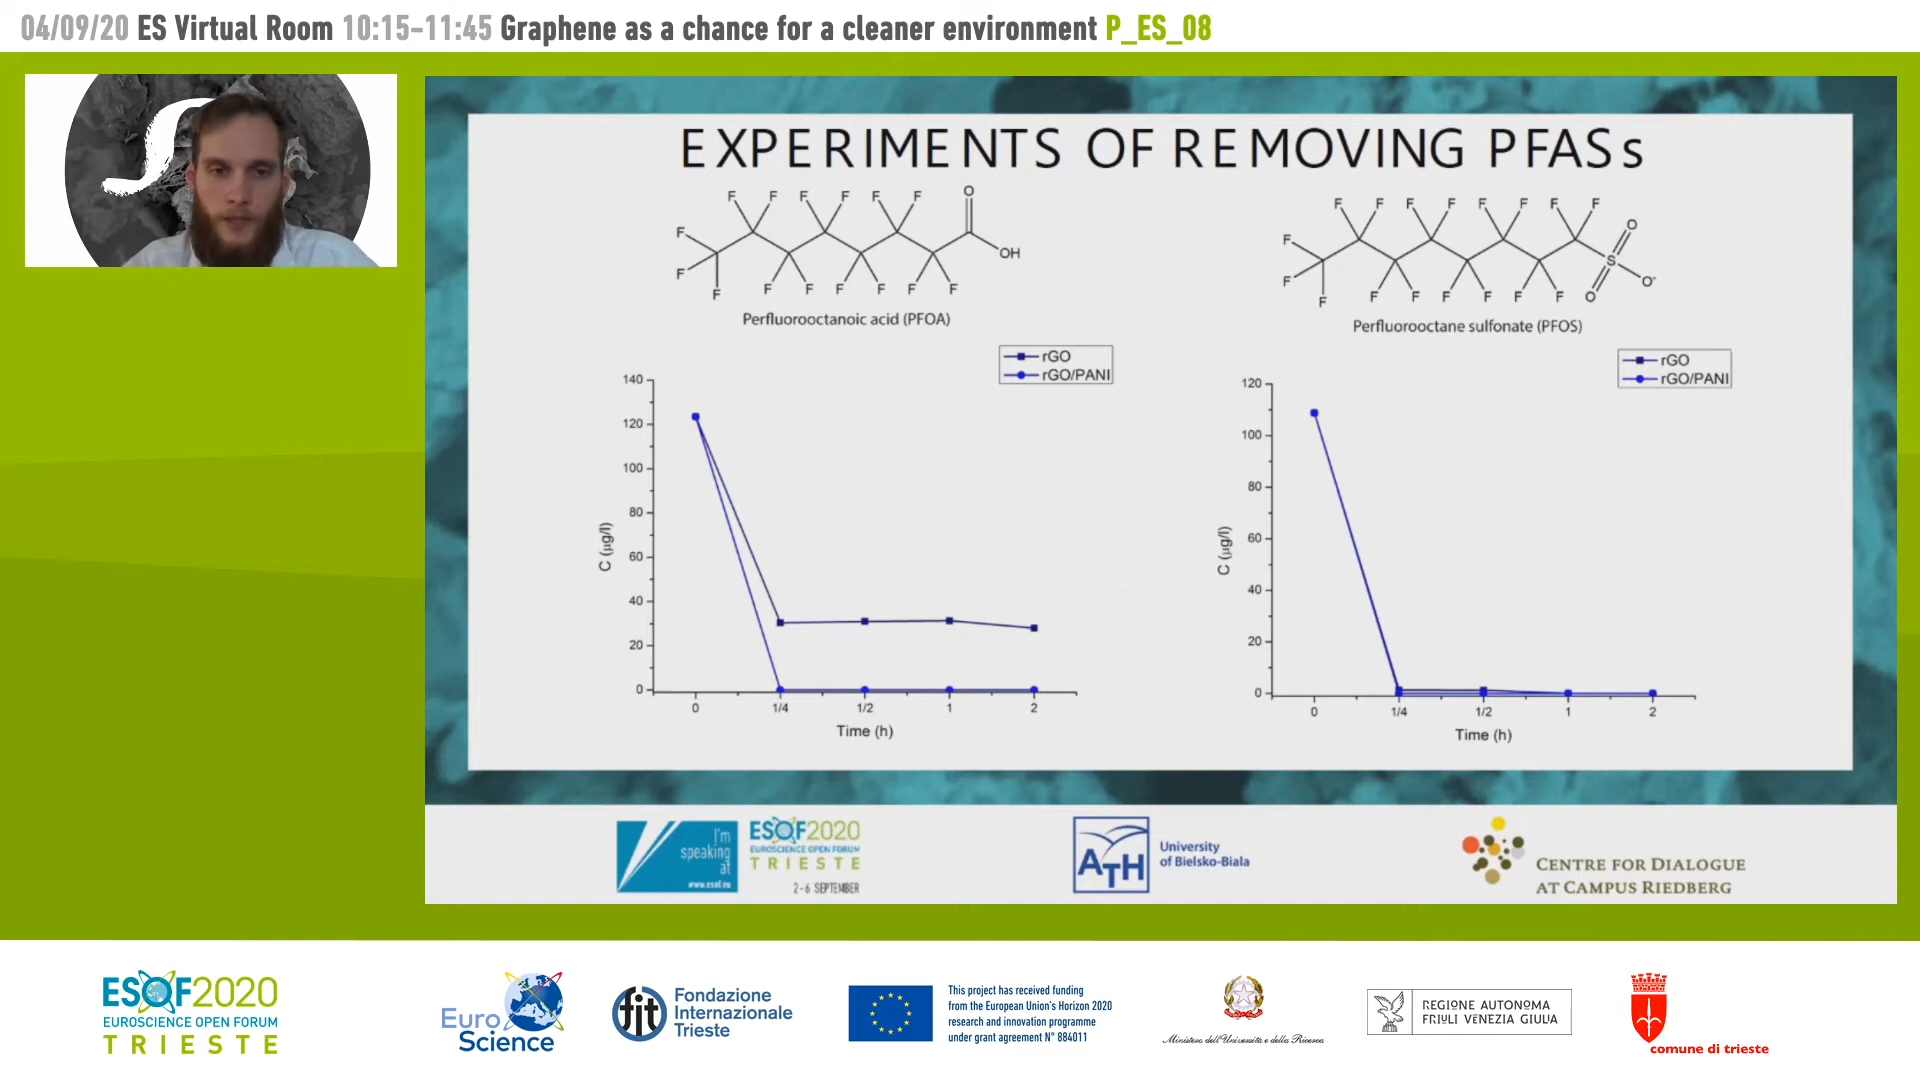 04/09/20 ES Virtual Room 10:15-11:45 Graphene as a chance for a cleaner environment P_ES_08
EXPERIMENTS OF REMOVING PFASs
F F F F F F O
F
OH
F
F F F F F F F
Perfluorooctanoic acid (PFOA)
F F F F F F F F
O
F
S
F
O-
F F F F F F F O
Perfluorooctane sulfonate (PFOS)
rGO
rGO/PANI
140
120
100
80
60
40
20
0
C (µg/l)
0 1/4 1/2 1 2
Time (h)
rGO
rGO/PANI
120
100
80
60
40
20
0
C (µg/l)
0 1/4 1/2 1 2
Time (h)
I'm
speaking
at
www.esof.eu
ESOF2020
EUROSCIENCE OPEN FORUM
TRIESTE
2-6 SEPTEMBER
ATH
University
of Bielsko-Biala
CENTRE FOR DIALOGUE
AT CAMPUS RIEDBERG
ESOF2020
EUROSCIENCE OPEN FORUM
TRIESTE
Euro
Science
fit
Fondazione
Internazionale
Trieste
This project has received funding
from the European Union's Horizon 2020
research and innovation programme
under grant agreement N° 884011
Ministero dell'Università e della Ricerca
REGIONE AUTONOMA
FRIULI VENEZIA GIULIA
comune di trieste